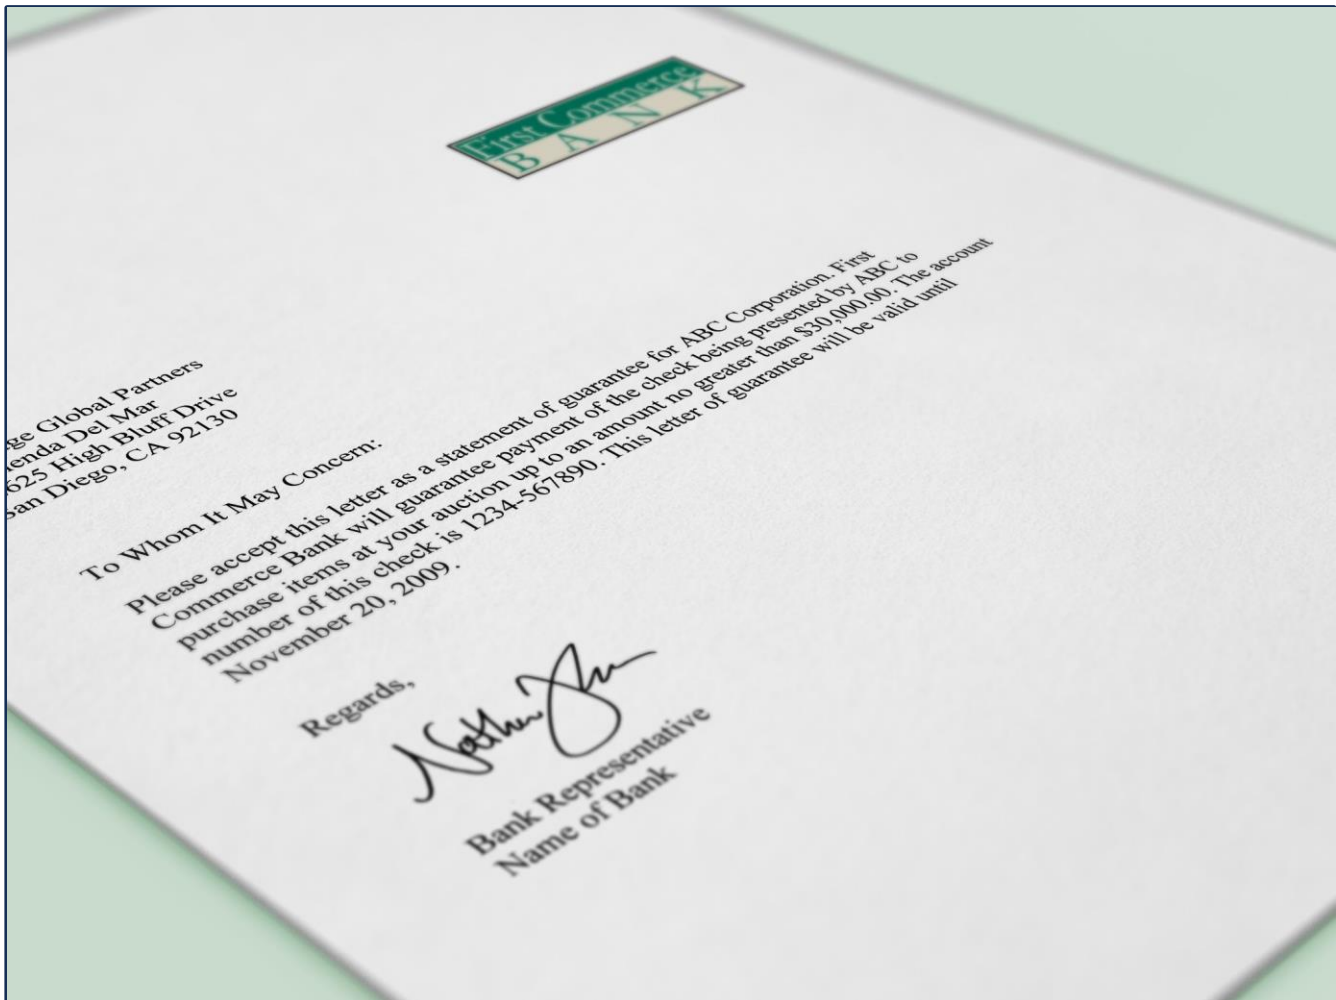 First Commerce
BANK
ge Global Partners
enda Del Mar
625 High Bluff Drive
San Diego, CA 92130
To Whom It May Concern:
Please accept this letter as a statement of guarantee for ABC Corporation. First
Commerce Bank will guarantee payment of the check being presented by ABC to
purchase items at your auction up to an amount no greater than $30,000.00. The account
number of this check is 1234-567890. This letter of guarantee will be valid until
November 20, 2009.
Regards,
Bank Representative
Name of Bank